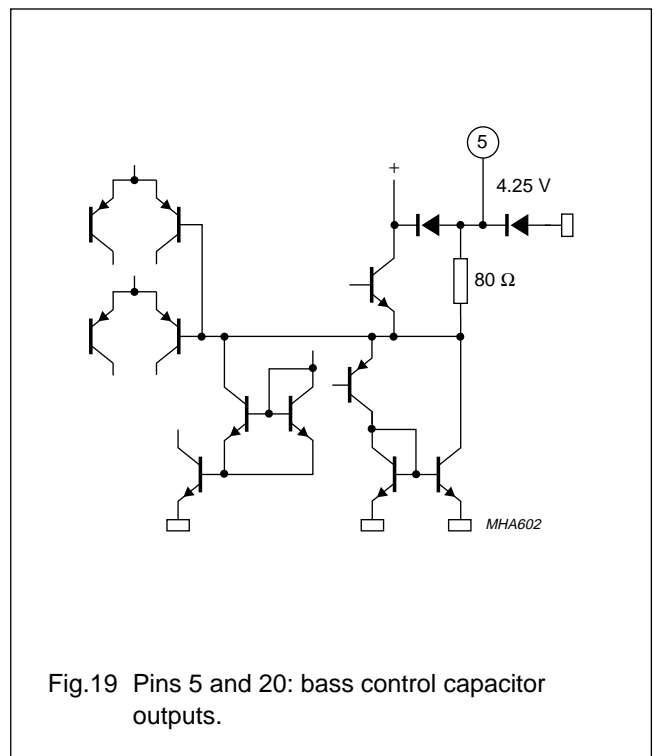 5
+
4.25 V
80 Ω
MHA602
Fig.19 Pins 5 and 20: bass control capacitor
outputs.